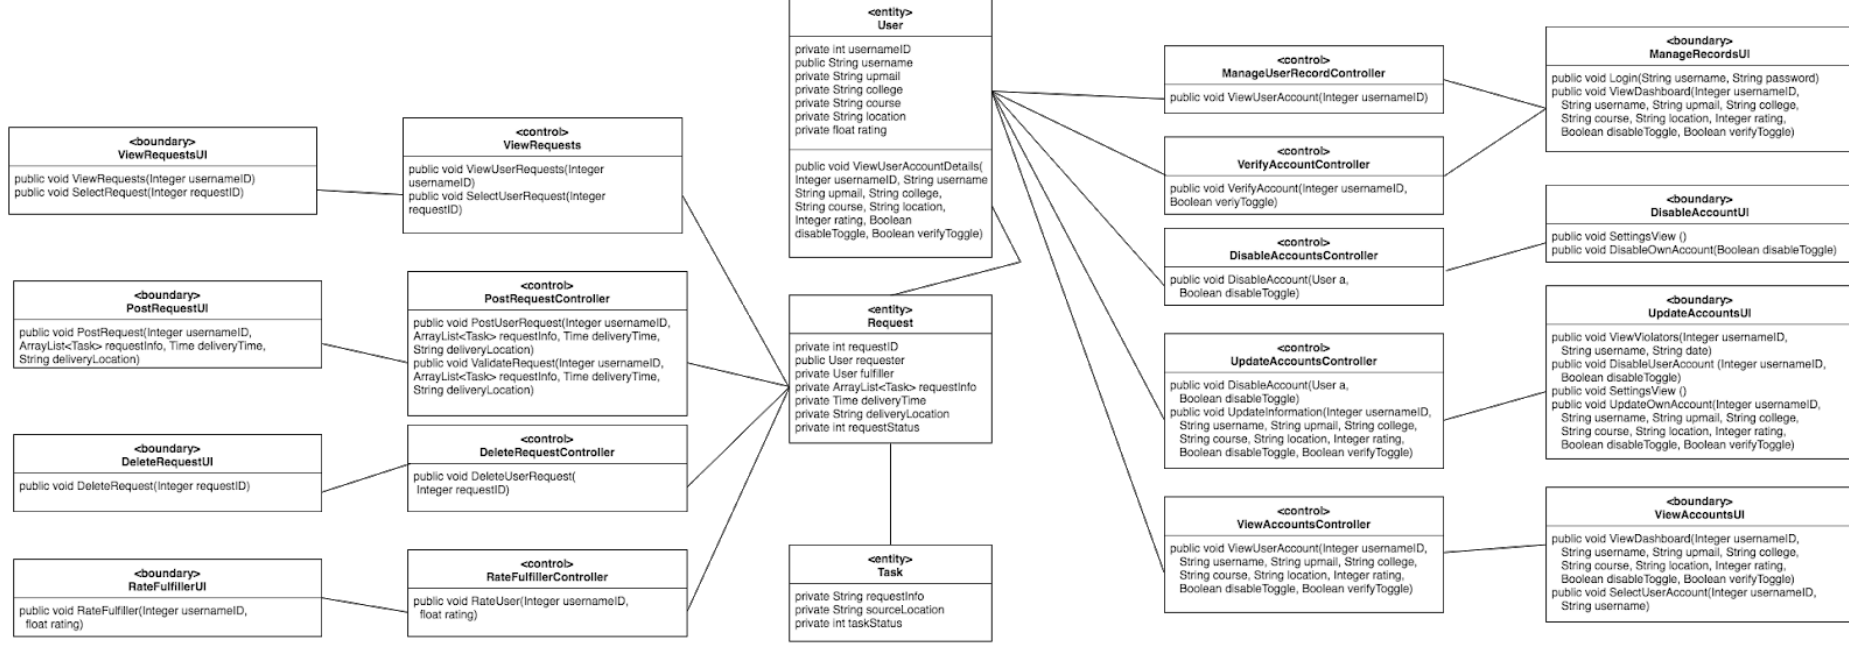 <boundary>
ViewRequestsUI
public void ViewRequests(Integer usernameID)
public void SelectRequest(Integer requestID)
<boundary>
PostRequestUI
public void PostRequest(Integer usernameID,
ArrayList<Task> requestInfo, Time deliveryTime,
String deliveryLocation)
<boundary>
DeleteRequestUI
public void DeleteRequest(Integer requestID)
<boundary>
RateFulfillerUI
public void RateFulfiller(Integer usernameID,
float rating)
<control>
ViewRequests
public void ViewUserRequests(Integer
usernameID)
public void SelectUserRequest(Integer
requestID)
<control>
PostRequestController
public void PostUserRequest(Integer usernameID,
ArrayList<Task> requestInfo, Time deliveryTime,
String deliveryLocation)
public void ValidateRequest(Integer usernameID,
ArrayList<Task> requestInfo, Time deliveryTime,
String deliveryLocation)
<control>
DeleteRequestController
public void DeleteUserRequest(
Integer requestID)
<control>
RateFulfillerController
public void RateUser(Integer usernameID,
float rating)
<entity>
User
private int usernameID
public String username
private String upmail
private String college
private String course
private String location
private float rating
public void ViewUserAccountDetails(
Integer usernameID, String username
String upmail, String college,
String course, String location,
Integer rating, Boolean
disableToggle, Boolean verifyToggle)
<entity>
Request
private int requestID
public User requester
private User fulfiller
private ArrayList<Task> requestInfo
private Time deliveryTime
private String deliveryLocation
private int requestStatus
<entity>
Task
private String requestInfo
private String sourceLocation
private int taskStatus
<control>
ManageUserRecordController
public void ViewUserAccount(Integer usernameID)
<control>
VerifyAccountController
public void VerifyAccount(Integer usernameID,
Boolean veriyToggle)
<control>
DisableAccountsController
public void DisableAccount(User a,
Boolean disableToggle)
<control>
UpdateAccountsController
public void DisableAccount(User a,
Boolean disableToggle)
public void UpdateInformation(Integer usernameID,
String username, String upmail, String college,
String course, String location, Integer rating,
Boolean disableToggle, Boolean verifyToggle)
<control>
ViewAccountsController
public void ViewUserAccount(Integer usernameID,
String username, String upmail, String college,
String course, String location, Integer rating,
Boolean disableToggle, Boolean verifyToggle)
<boundary>
ManageRecordsUI
public void Login(String username, String password)
public void ViewDashboard(Integer usernameID,
String username, String upmail, String college,
String course, String location, Integer rating,
Boolean disableToggle, Boolean verifyToggle)
<boundary>
DisableAccountUI
public void SettingsView ()
public void DisableOwnAccount(Boolean disableToggle)
<boundary>
UpdateAccountsUI
public void ViewViolators(Integer usernameID,
String username, String date)
public void DisableUserAccount (Integer usernameID,
Boolean disableToggle)
public void SettingsView ()
public void UpdateOwnAccount(Integer usernameID,
String username, String upmail, String college,
String course, String location, Integer rating,
Boolean disableToggle, Boolean verifyToggle)
<boundary>
ViewAccountsUI
public void ViewDashboard(Integer usernameID,
String username, String upmail, String college,
String course, String location, Integer rating,
Boolean disableToggle, Boolean verifyToggle)
public void SelectUserAccount(Integer usernameID,
String username)